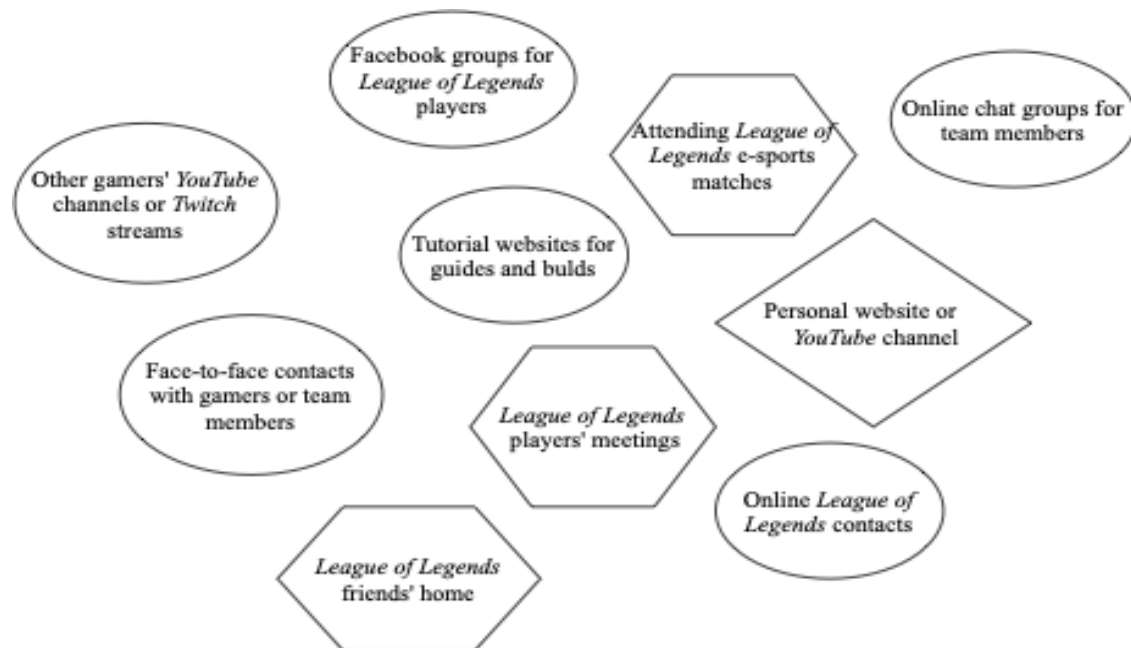 Facebook groups for
League of Legends
players
Attending League of
Legends e-sports
matches
Online chat groups for
team members
Other gamers' YouTube
channels or Twitch
streams
Tutorial websites for
guides and bulds
Personal website or
YouTube channel
Face-to-face contacts
with gamers or team
members
League of Legends
players' meetings
Online League of
Legends contacts
League of Legends
friends' home